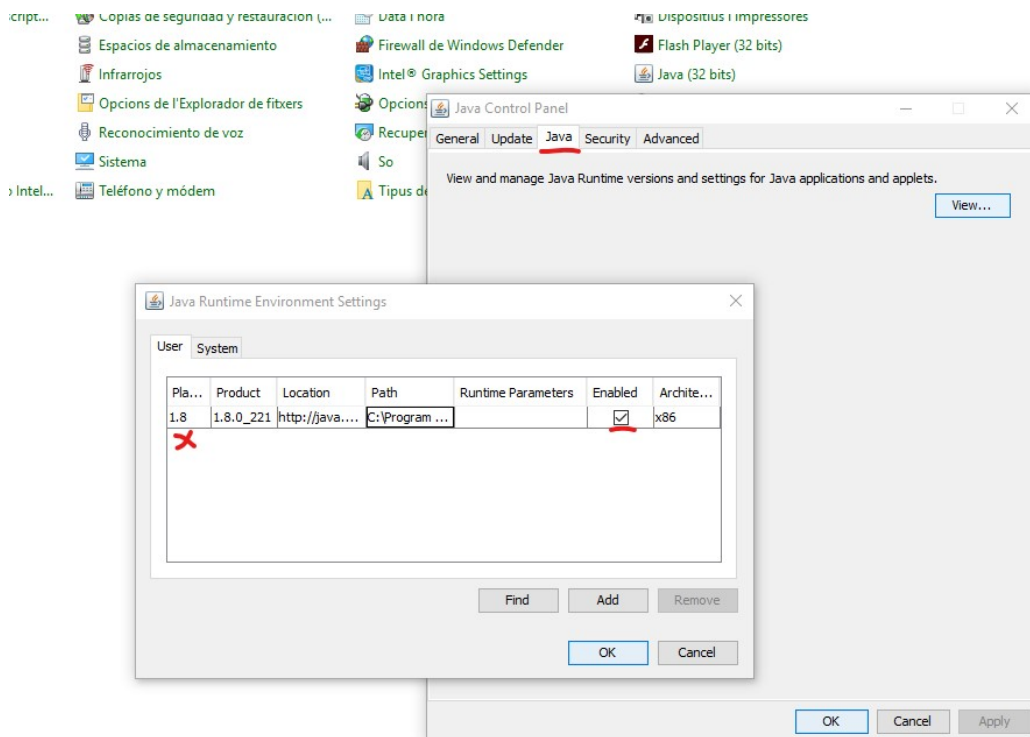 script... Copias de seguridad y restauración (... Data i hora Dispositius i impressores
Espacios de almacenamiento Firewall de Windows Defender Flash Player (32 bits)
Infrarrojos Intel® Graphics Settings Java (32 bits)
Opcions de l'Explorador de fitxers Opcions
Reconocimiento de voz Recuper
Sistema So
Intel... Teléfono y módem Tipus de
Java Control Panel
General Update Java Security Advanced
View and manage Java Runtime versions and settings for Java applications and applets.
View...
Java Runtime Environment Settings
User System
Pla... Product Location Path Runtime Parameters Enabled Archite...
1.8 1.8.0_221 http://java.... C:\Program ... x86
Find Add Remove
OK Cancel
OK Cancel Apply